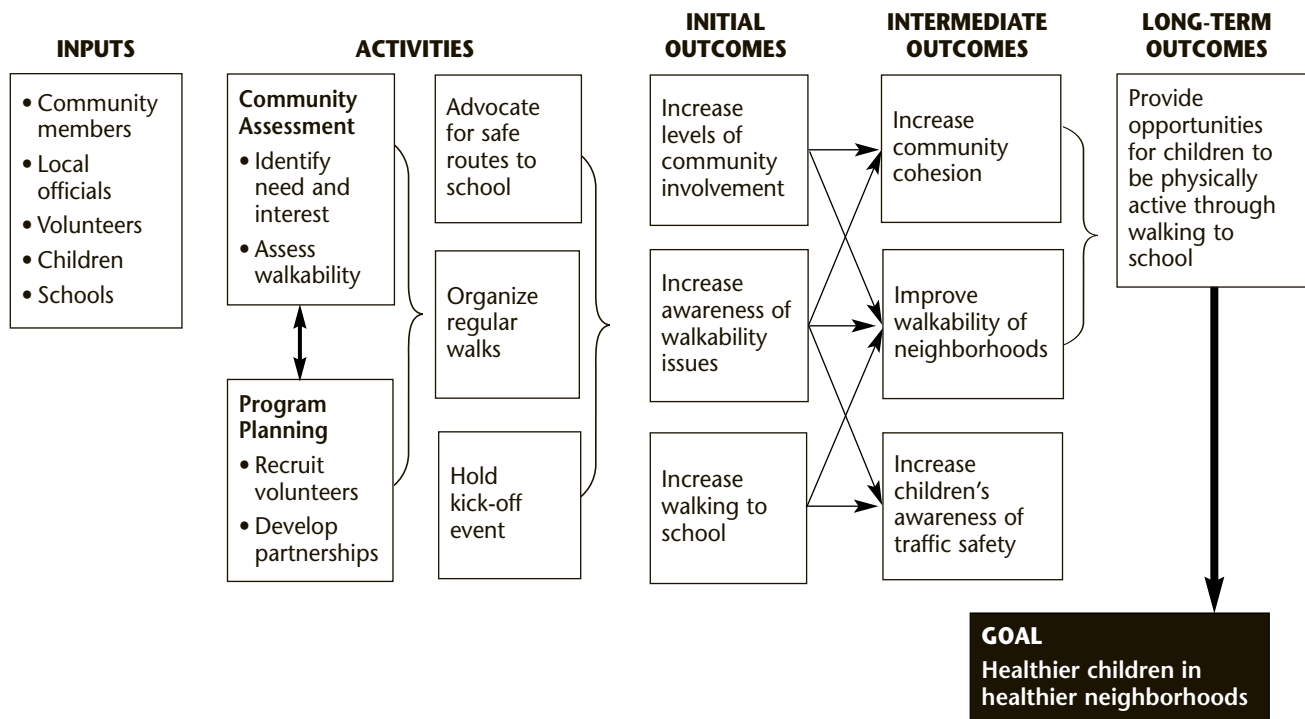 INPUTS
• Community
members
• Local
officials
• Volunteers
• Children
• Schools
ACTIVITIES
Community
Assessment
• Identify
need and
interest
• Assess
walkability
Program
Planning
• Recruit
volunteers
• Develop
partnerships
Advocate
for safe
routes to
school
Organize
regular
walks
Hold
kick-off
event
INITIAL
OUTCOMES
Increase
levels of
community
involvement
Increase
awareness of
walkability
issues
Increase
walking to
school
INTERMEDIATE
OUTCOMES
Increase
community
cohesion
Improve
walkability of
neighborhoods
Increase
children’s
awareness of
traffic safety
LONG-TERM
OUTCOMES
Provide
opportunities
for children to
be physically
active through
walking to
school
GOAL
Healthier children in
healthier neighborhoods